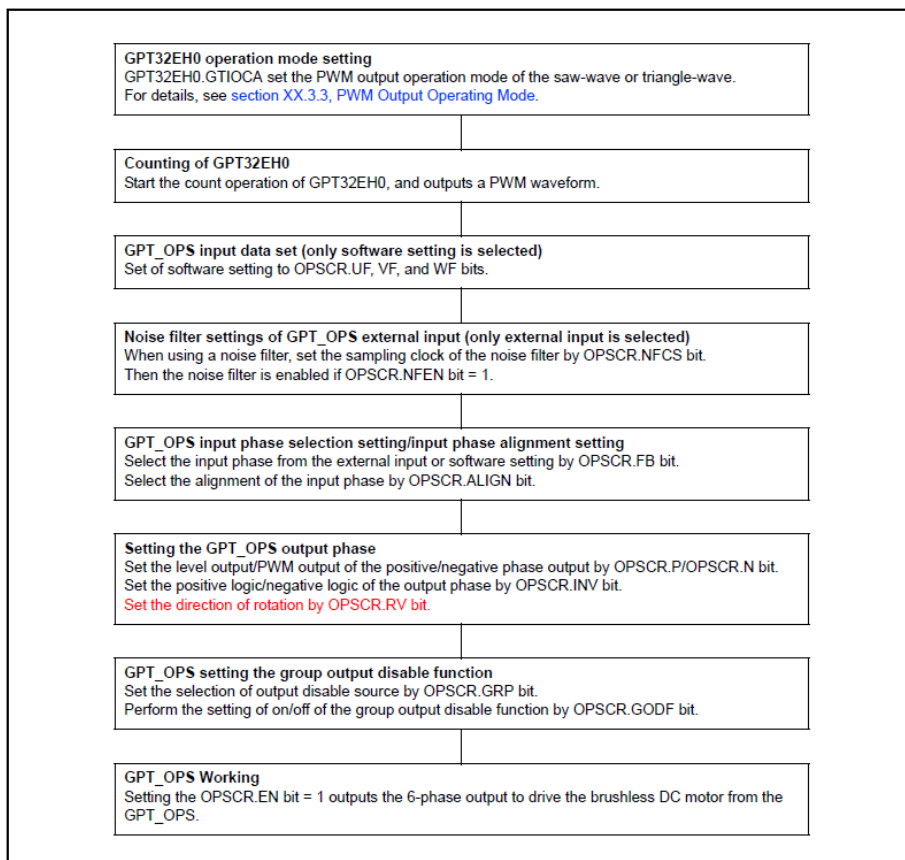 GPT32EH0 operation mode setting
GPT32EH0.GTIOCA set the PWM output operation mode of the saw-wave or triangle-wave.
For details, see section XX.3.3, PWM Output Operating Mode.
Counting of GPT32EH0
Start the count operation of GPT32EH0, and outputs a PWM waveform.
GPT_OPS input data set (only software setting is selected)
Set of software setting to OPSCR.UF, VF, and WF bits.
Noise filter settings of GPT_OPS external input (only external input is selected)
When using a noise filter, set the sampling clock of the noise filter by OPSCR.NFCS bit.
Then the noise filter is enabled if OPSCR.NFEN bit = 1.
GPT_OPS input phase selection setting/input phase alignment setting
Select the input phase from the external input or software setting by OPSCR.FB bit.
Select the alignment of the input phase by OPSCR.ALIGN bit.
Setting the GPT_OPS output phase
Set the level output/PWM output of the positive/negative phase output by OPSCR.P/OPSCR.N bit.
Set the positive logic/negative logic of the output phase by OPSCR.INV bit.
Set the direction of rotation by OPSCR.RV bit.
GPT_OPS setting the group output disable function
Set the selection of output disable source by OPSCR.GRP bit.
Perform the setting of on/off of the group output disable function by OPSCR.GODF bit.
GPT_OPS Working
Setting the OPSCR.EN bit = 1 outputs the 6-phase output to drive the brushless DC motor from the
GPT_OPS.